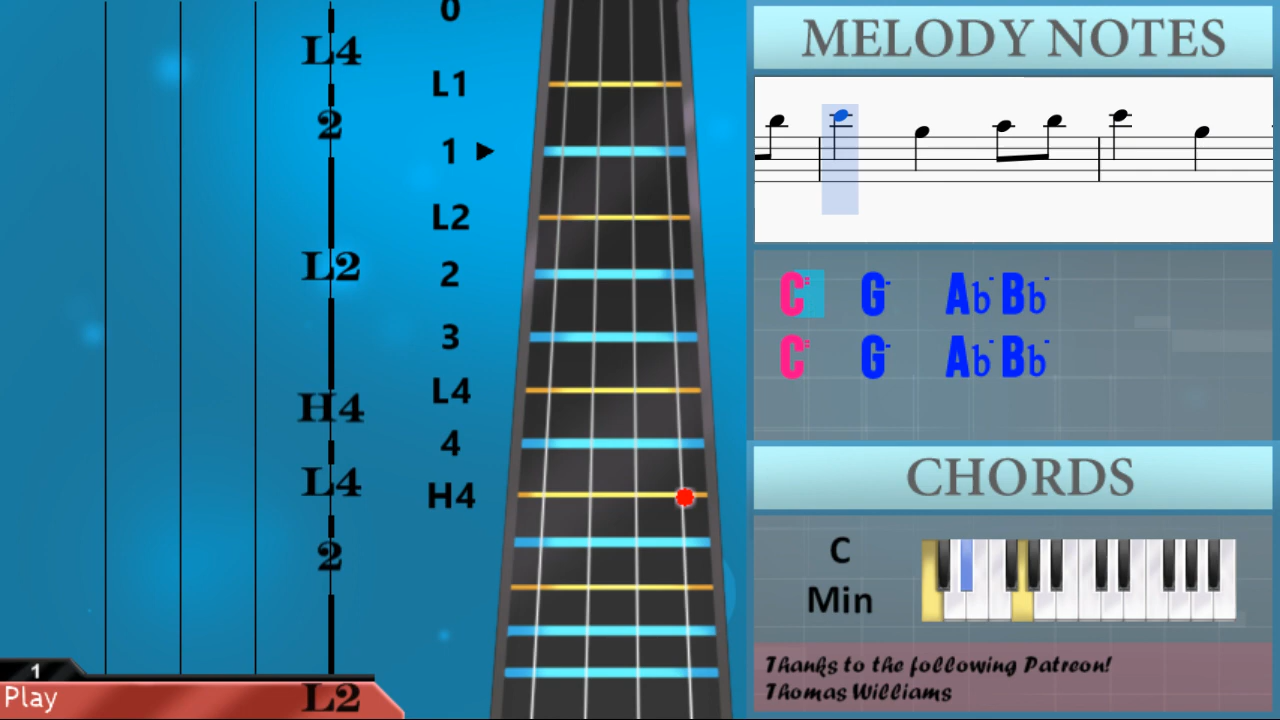 L4
2
L2
H4
L4
2
L2
1
Play
0
L1
1 ►
L2
2
3
L4
4
H4
MELODY NOTES
C G- Ab- Bb-
C G- Ab- Bb-
CHORDS
C
Min
Thanks to the following Patreon!
Thomas Williams